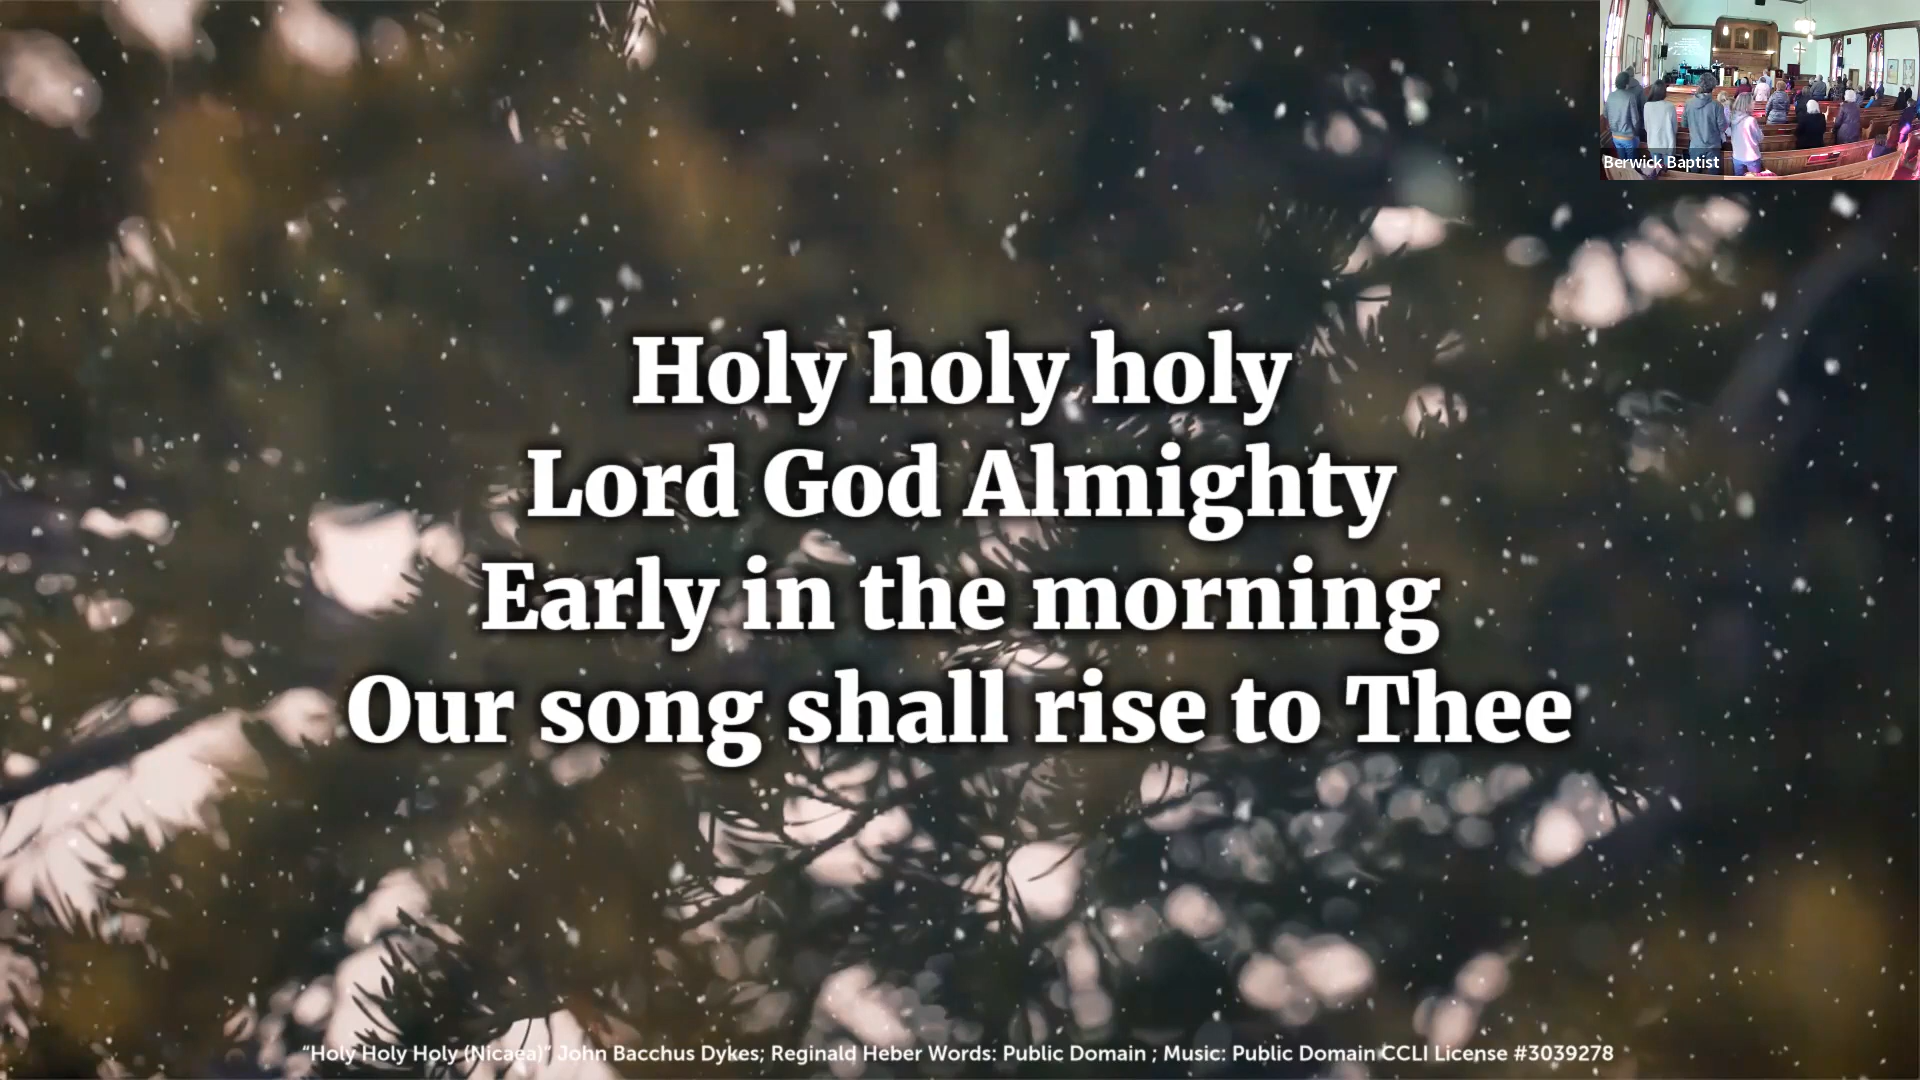 Berwick Baptist
Holy holy holy
Lord God Almighty
Early in the morning
Our song shall rise to Thee
“Holy Holy Holy (Nicaea)” John Bacchus Dykes; Reginald Heber Words: Public Domain ; Music: Public Domain CCLI License #3039278